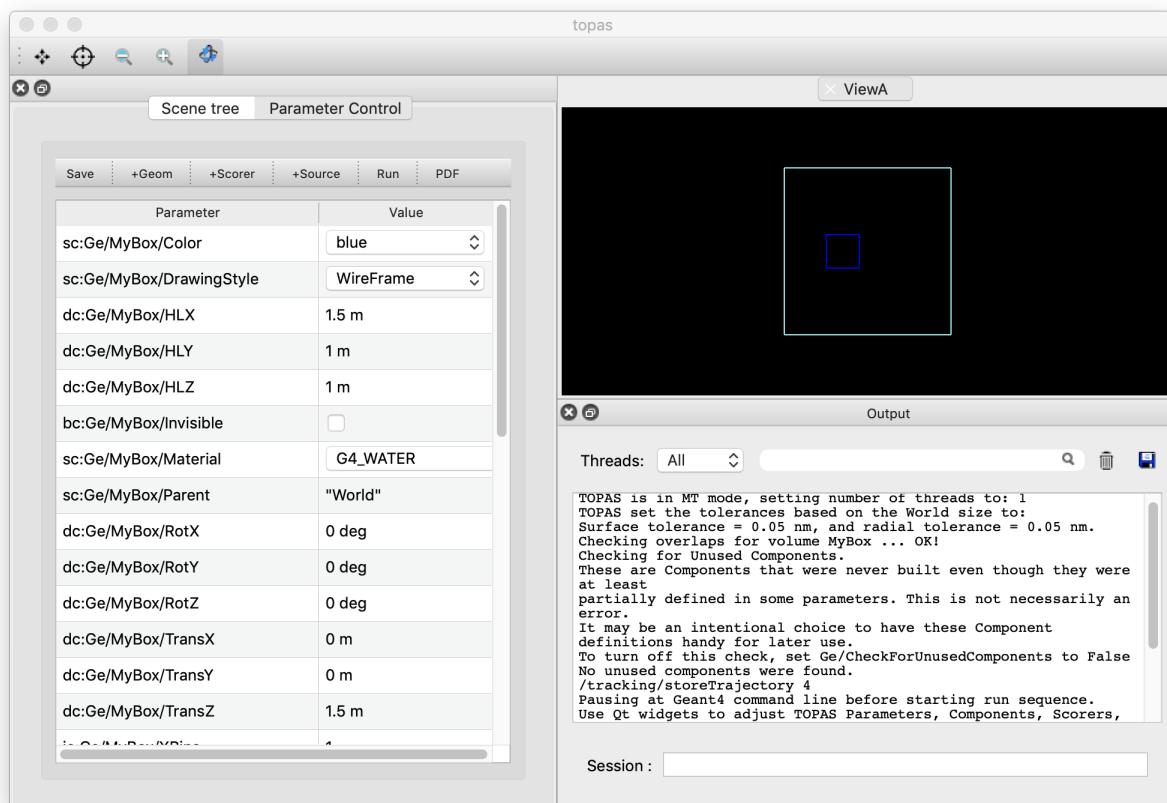 topas
Scene tree
Parameter Control
Save
+Geom
+Scorer
+Source
Run
PDF
Parameter Value
sc:Ge/MyBox/Color blue
sc:Ge/MyBox/DrawingStyle WireFrame
dc:Ge/MyBox/HLX 1.5 m
dc:Ge/MyBox/HLY 1 m
dc:Ge/MyBox/HLZ 1 m
bc:Ge/MyBox/Invisible
sc:Ge/MyBox/Material G4_WATER
sc:Ge/MyBox/Parent "World"
dc:Ge/MyBox/RotX 0 deg
dc:Ge/MyBox/RotY 0 deg
dc:Ge/MyBox/RotZ 0 deg
dc:Ge/MyBox/TransX 0 m
dc:Ge/MyBox/TransY 0 m
dc:Ge/MyBox/TransZ 1.5 m
ViewA
Output
Threads: All
TOPAS is in MT mode, setting number of threads to: 1
TOPAS set the tolerances based on the World size to:
Surface tolerance = 0.05 nm, and radial tolerance = 0.05 nm.
Checking overlaps for volume MyBox ... OK!
Checking for Unused Components.
These are Components that were never built even though they were
at least
partially defined in some parameters. This is not necessarily an
error.
It may be an intentional choice to have these Component
definitions handy for later use.
To turn off this check, set Ge/CheckForUnusedComponents to False
No unused components were found.
/tracking/storeTrajectory 4
Pausing at Geant4 command line before starting run sequence.
Use Qt widgets to adjust TOPAS Parameters, Components, Scorers,
Session :